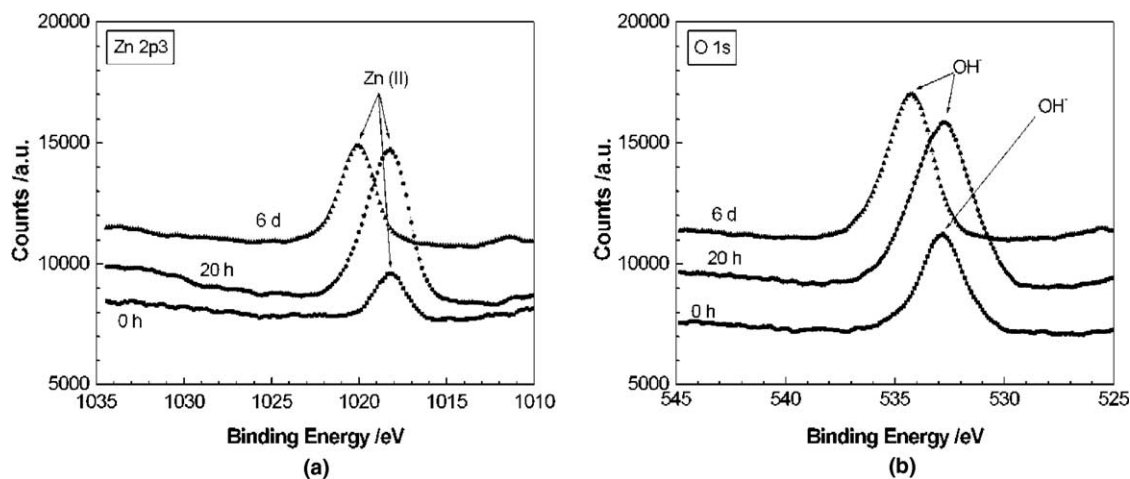 20000
Zn 2p3
Zn (II)
15000
Counts /a.u.
6 d
10000
20 h
0 h
5000
1035 1030 1025 1020 1015 1010
Binding Energy /eV
(a)
20000
O 1s
OH-
OH-
15000
Counts /a.u.
6 d
10000
20 h
0 h
5000
545 540 535 530 525
Binding Energy /eV
(b)